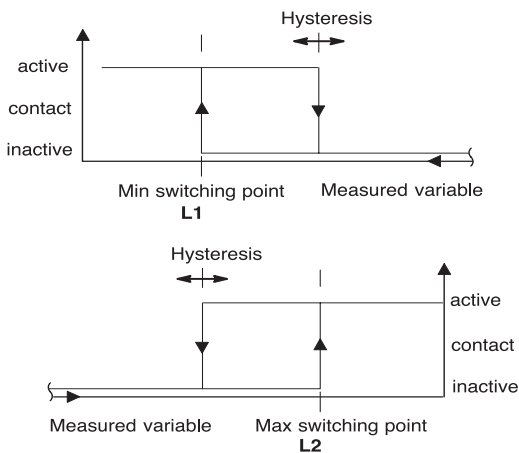 Hysteresis
active
contact
inactive
Min switching point
Measured variable
L1
Hysteresis
active
contact
inactive
Measured variable
Max switching point
L2